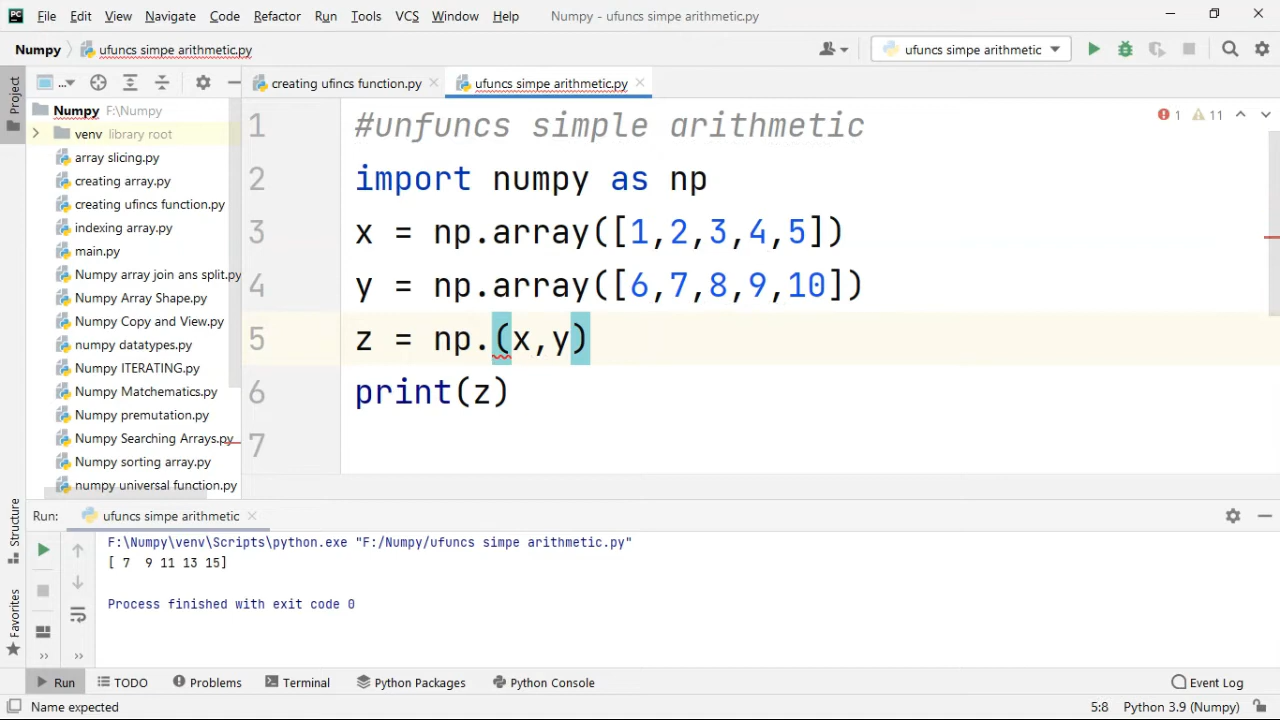 File Edit View Navigate Code Refactor Run Tools VCS Window Help Numpy - ufuncs simpe arithmetic.py
Numpy ufuncs simpe arithmetic.py ufuncs simpe arithmetic
Project ... creating ufincs function.py ufuncs simpe arithmetic.py
Numpy F:\Numpy
venv library root
array slicing.py
creating array.py
creating ufincs function.py
indexing array.py
main.py
Numpy array join ans split.py
Numpy Array Shape.py
Numpy Copy and View.py
numpy datatypes.py
Numpy ITERATING.py
Numpy Matchematics.py
Numpy premutation.py
Numpy Searching Arrays.py
Numpy sorting array.py
numpy universal function.py
1 #unfuncs simple arithmetic 1 11
2 import numpy as np
3 x = np.array([1,2,3,4,5])
4 y = np.array([6,7,8,9,10])
5 z = np.(x,y)
6 print(z)
7
Structure
Favorites
Run: ufuncs simpe arithmetic
F:\Numpy\venv\Scripts\python.exe "F:/Numpy/ufuncs simpe arithmetic.py"
[ 7  9 11 13 15]
Process finished with exit code 0
Run TODO Problems Terminal Python Packages Python Console Event Log
Name expected 5:8 Python 3.9 (Numpy)